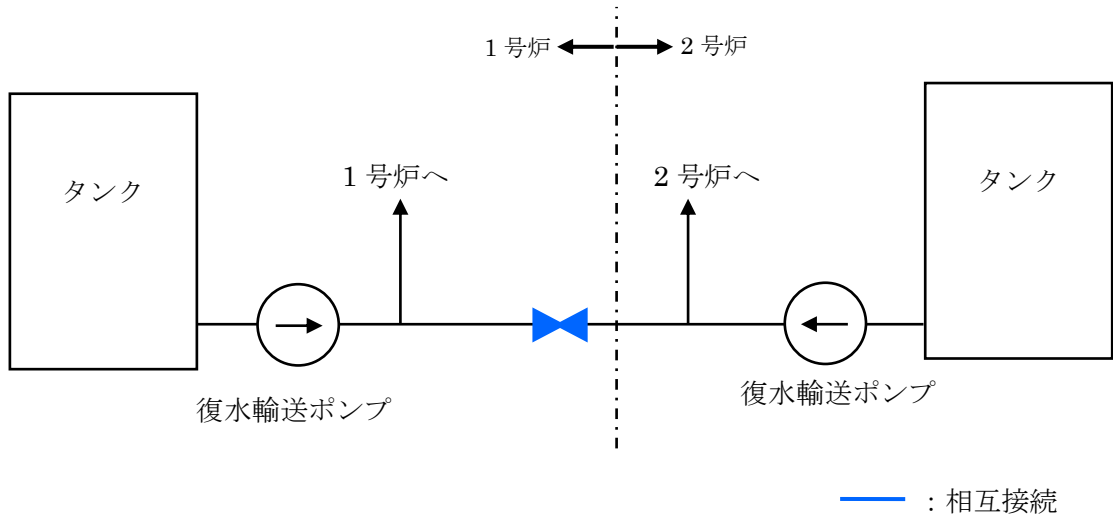 1 号炉
2 号炉
タンク
1 号炉へ
2 号炉へ
タンク
復水輸送ポンプ
復水輸送ポンプ
：相互接続